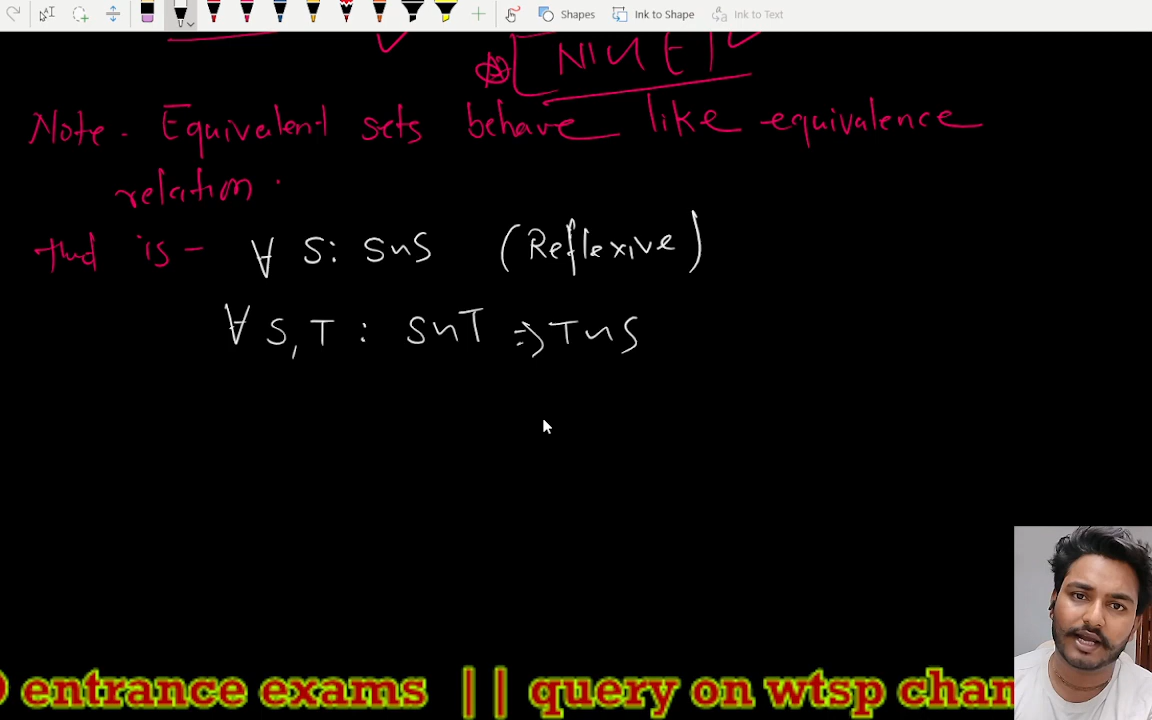 Shapes Ink to Shape Ink to Text
N1U{E}
Note - Equivalent sets behave like equivalence
relation.
that is - ∀ S: S~S (Reflexive)
∀ S, T : S~T ⇒ T~S
entrance exams || query on wtsp chan